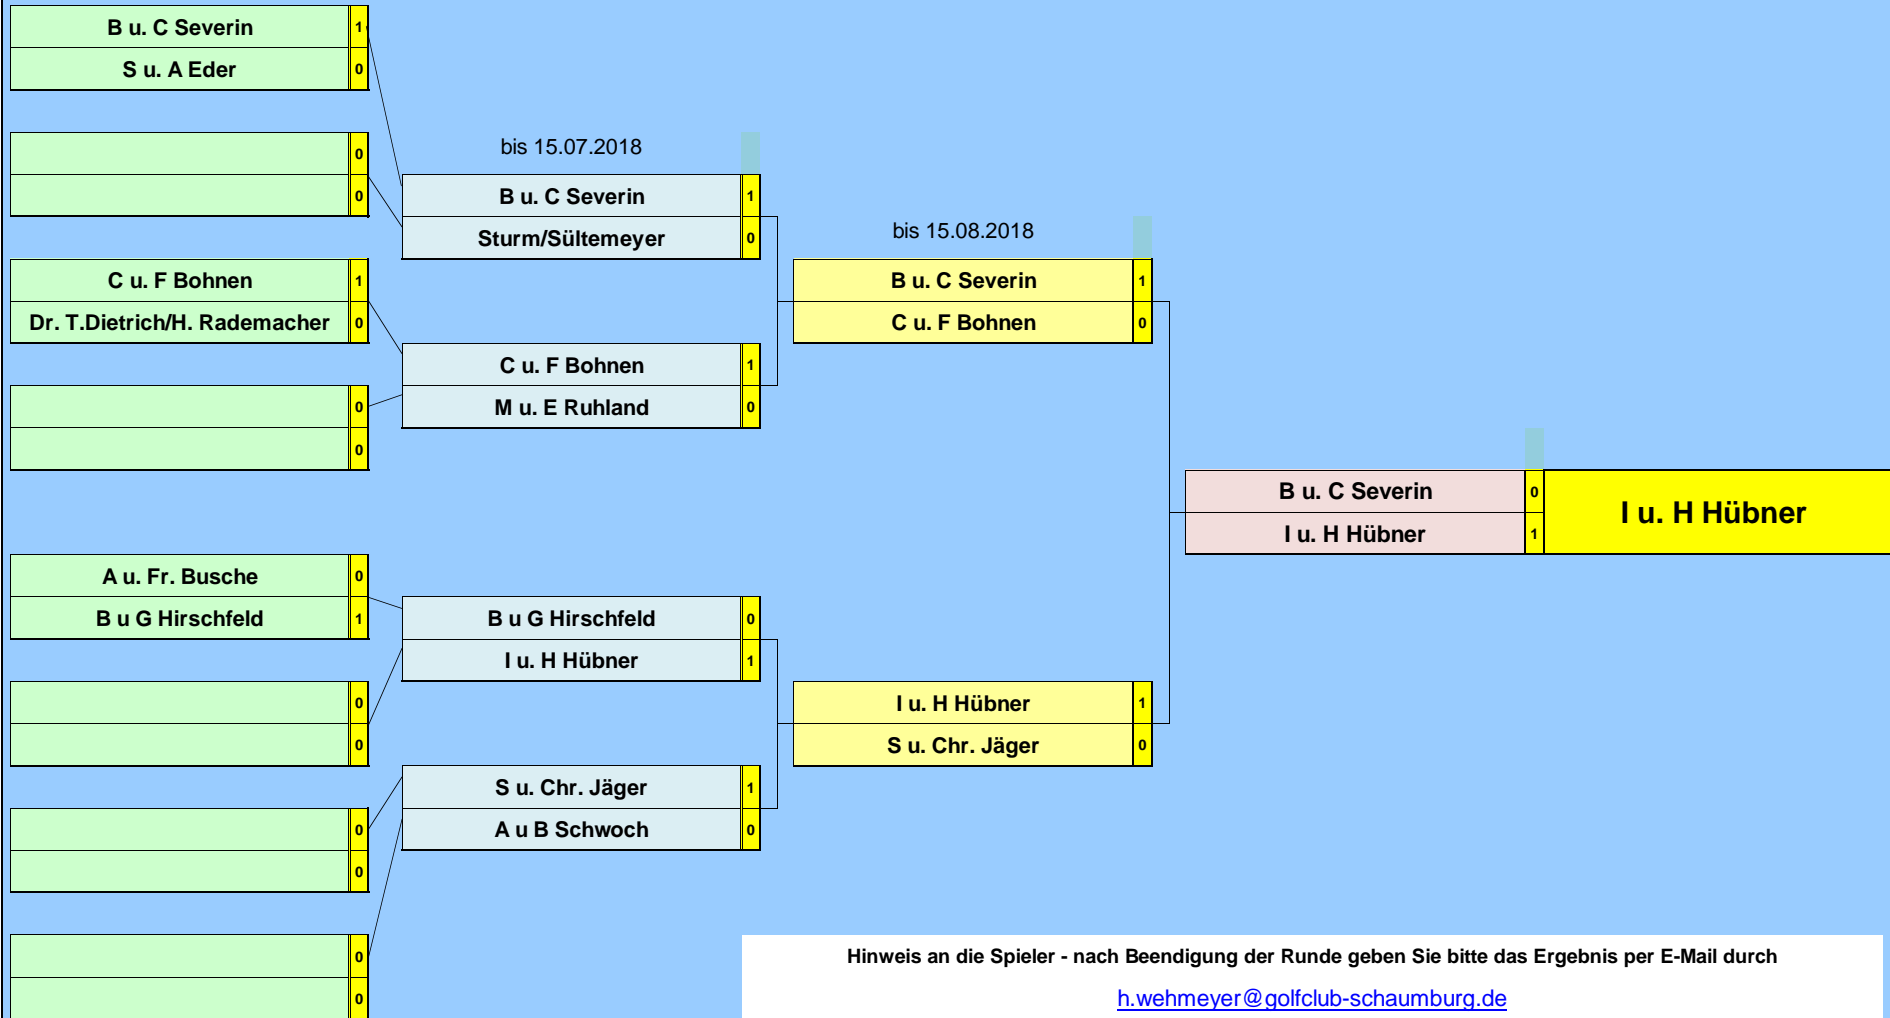 B u. C Severin 1
S u. A Eder 0
0
0
C u. F Bohnen 1
Dr. T.Dietrich/H. Rademacher 0
0
0
A u. Fr. Busche 0
B u G Hirschfeld 1
0
0
0
0
0
0
bis 15.07.2018
B u. C Severin 1
Sturm/Sültemeyer 0
C u. F Bohnen 1
M u. E Ruhland 0
B u G Hirschfeld 0
I u. H Hübner 1
S u. Chr. Jäger 1
A u B Schwoch 0
bis 15.08.2018
B u. C Severin 1
C u. F Bohnen 0
I u. H Hübner 1
S u. Chr. Jäger 0
B u. C Severin 0
I u. H Hübner 1
I u. H Hübner
Hinweis an die Spieler - nach Beendigung der Runde geben Sie bitte das Ergebnis per E-Mail durch
h.wehmeyer@golfclub-schaumburg.de